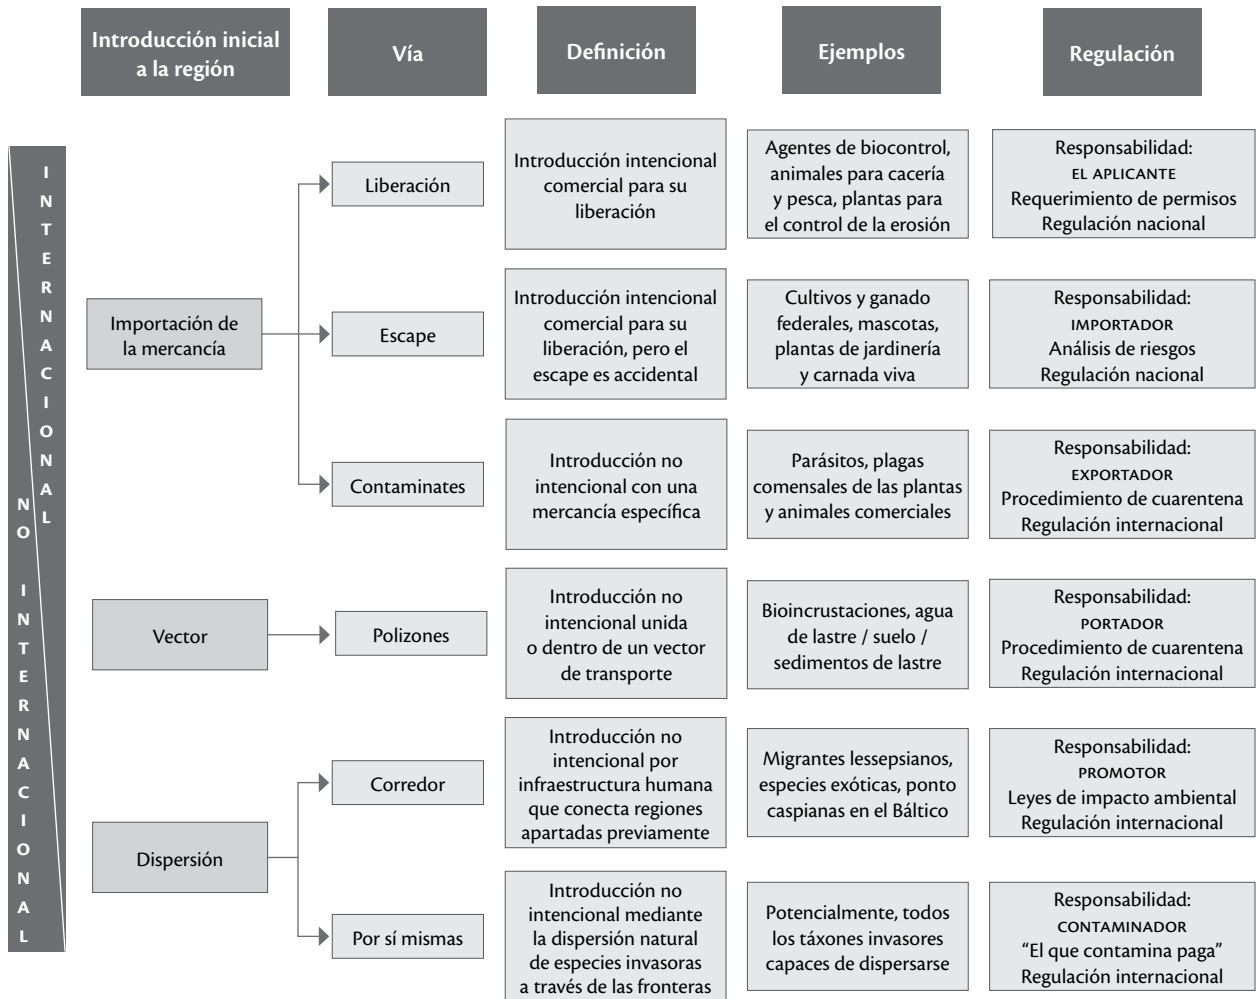 Introducción inicial
a la región
Vía
Definición
Ejemplos
Regulación
INTERNACIONAL
NO INTERNACIONAL
Importación de
la mercancía
Liberación
Introducción intencional
comercial para su
liberación
Agentes de biocontrol,
animales para cacería
y pesca, plantas para
el control de la erosión
Responsabilidad:
EL APLICANTE
Requerimiento de permisos
Regulación nacional
Escape
Introducción intencional
comercial para su
liberación, pero el
escape es accidental
Cultivos y ganado
federales, mascotas,
plantas de jardinería
y carnada viva
Responsabilidad:
IMPORTADOR
Análisis de riesgos
Regulación nacional
Contaminates
Introducción no
intencional con una
mercancía específica
Parásitos, plagas
comensales de las plantas
y animales comerciales
Responsabilidad:
EXPORTADOR
Procedimiento de cuarentena
Regulación internacional
Vector
Polizones
Introducción no
intencional unida
o dentro de un vector
de transporte
Bioincrustaciones, agua
de lastre / suelo /
sedimentos de lastre
Responsabilidad:
PORTADOR
Procedimiento de cuarentena
Regulación internacional
Dispersión
Corredor
Introducción no
intencional por
infraestructura humana
que conecta regiones
apartadas previamente
Migrantes lessepsianos,
especies exóticas, ponto
caspianas en el Báltico
Responsabilidad:
PROMOTOR
Leyes de impacto ambiental
Regulación internacional
Por sí mismas
Introducción no
intencional mediante
la dispersión natural
de especies invasoras
a través de las fronteras
Potencialmente, todos
los táxones invasores
capaces de dispersarse
Responsabilidad:
CONTAMINADOR
“El que contamina paga”
Regulación internacional